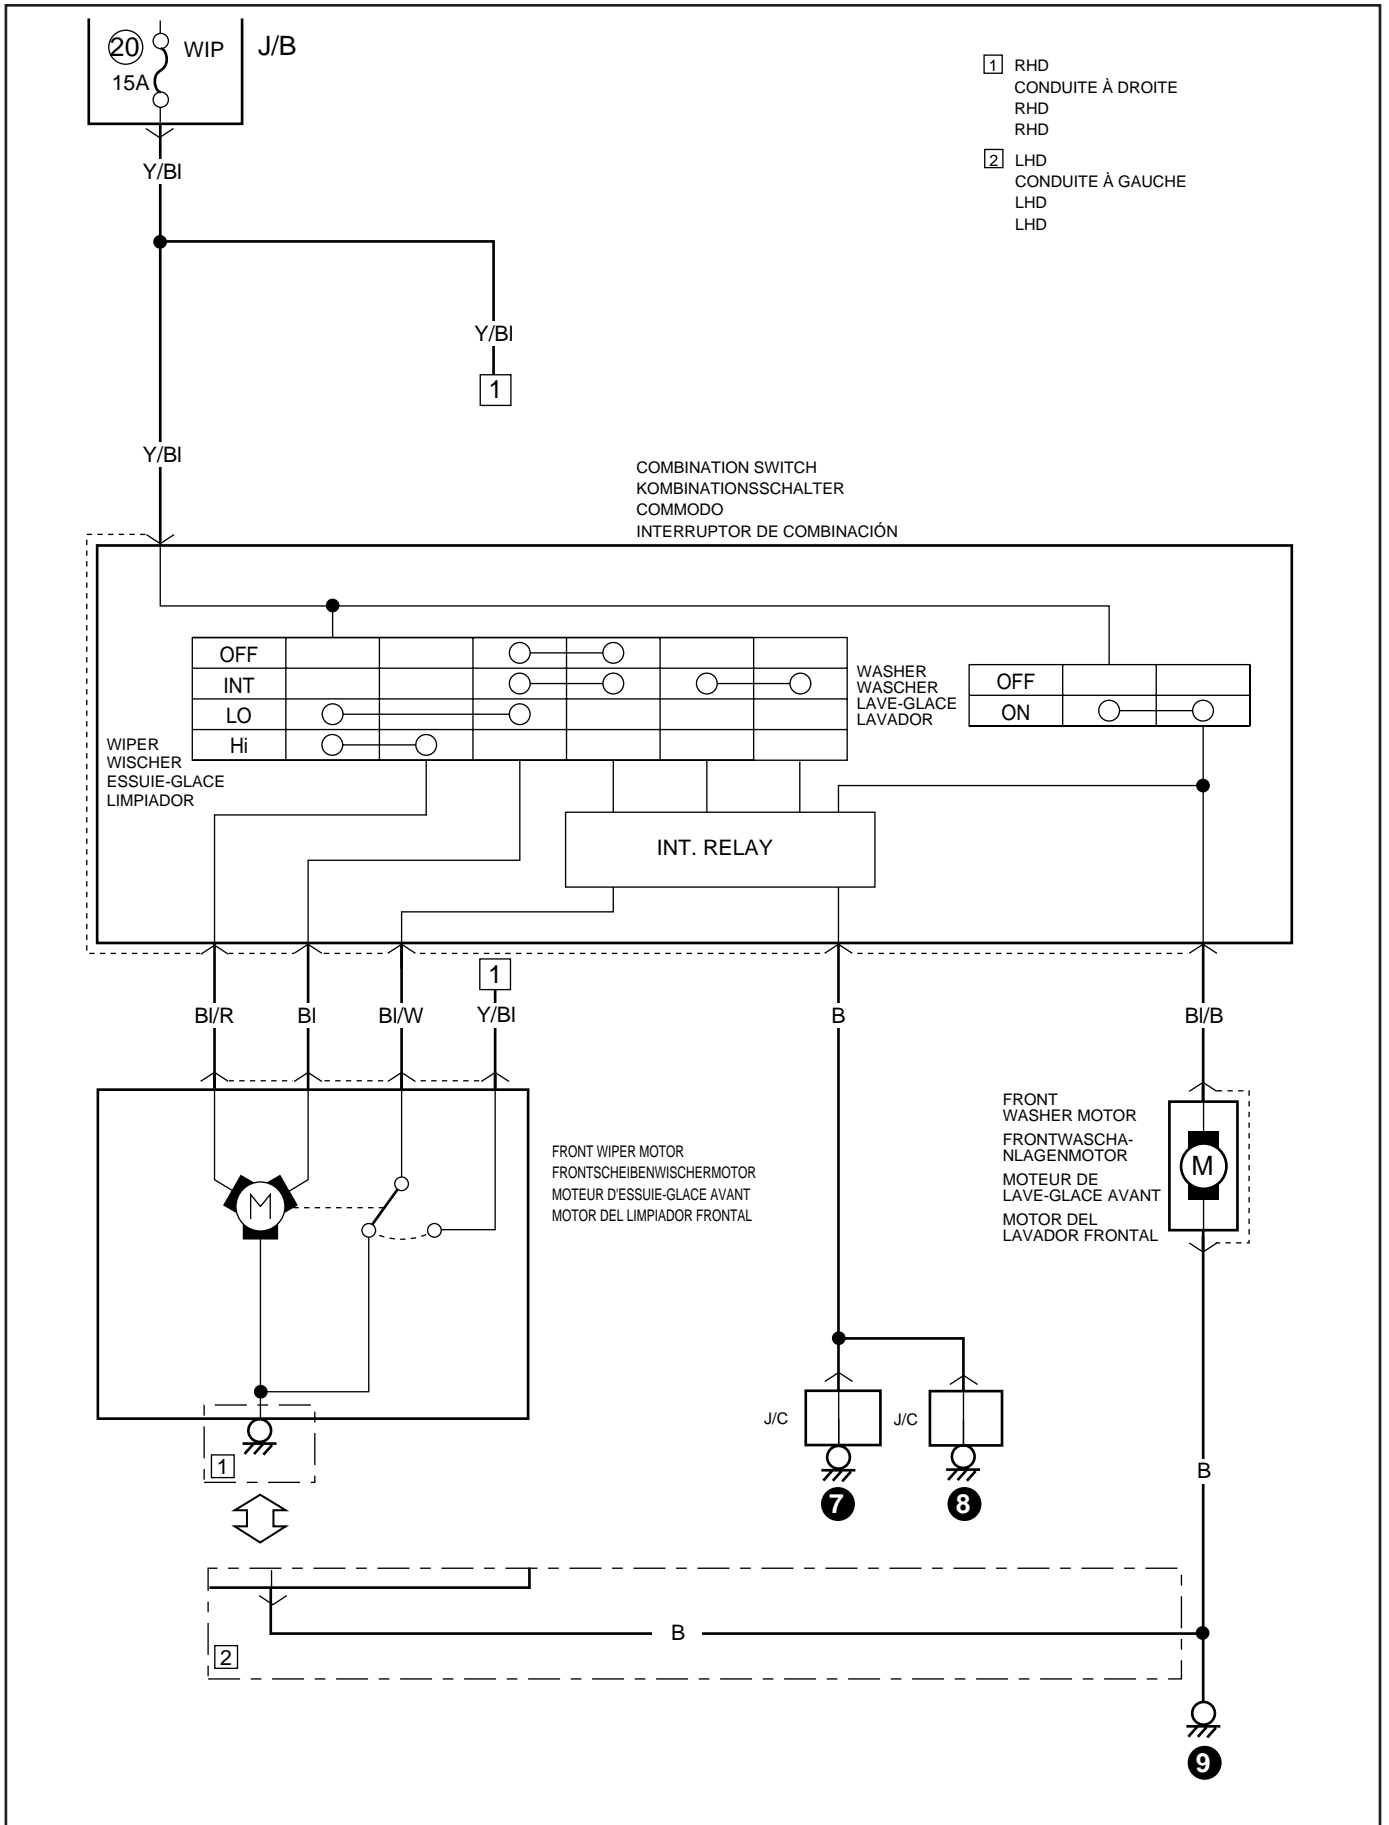 20 WIP J/B
15A
1 RHD
CONDUITE À DROITE
RHD
RHD
2 LHD
CONDUITE À GAUCHE
LHD
LHD
Y/Bl
Y/Bl
1
Y/Bl
COMBINATION SWITCH
KOMBINATIONSSCHALTER
COMMODO
INTERRUPTOR DE COMBINACIÓN
OFF
INT
LO
Hi
WIPER
WISCHER
ESSUIE-GLACE
LIMPIADOR
WASHER
WASCHER
LAVE-GLACE
LAVADOR
OFF
ON
INT. RELAY
1
Bl/R Bl Bl/W Y/Bl B Bl/B
FRONT WIPER MOTOR
FRONTSCHEIBENWISCHERMOTOR
MOTEUR D'ESSUIE-GLACE AVANT
MOTOR DEL LIMPIADOR FRONTAL
M
FRONT
WASHER MOTOR
FRONTWASCHA-
NLAGENMOTOR
MOTEUR DE
LAVE-GLACE AVANT
MOTOR DEL
LAVADOR FRONTAL
M
J/C J/C
1
7 8
B
B
2
9